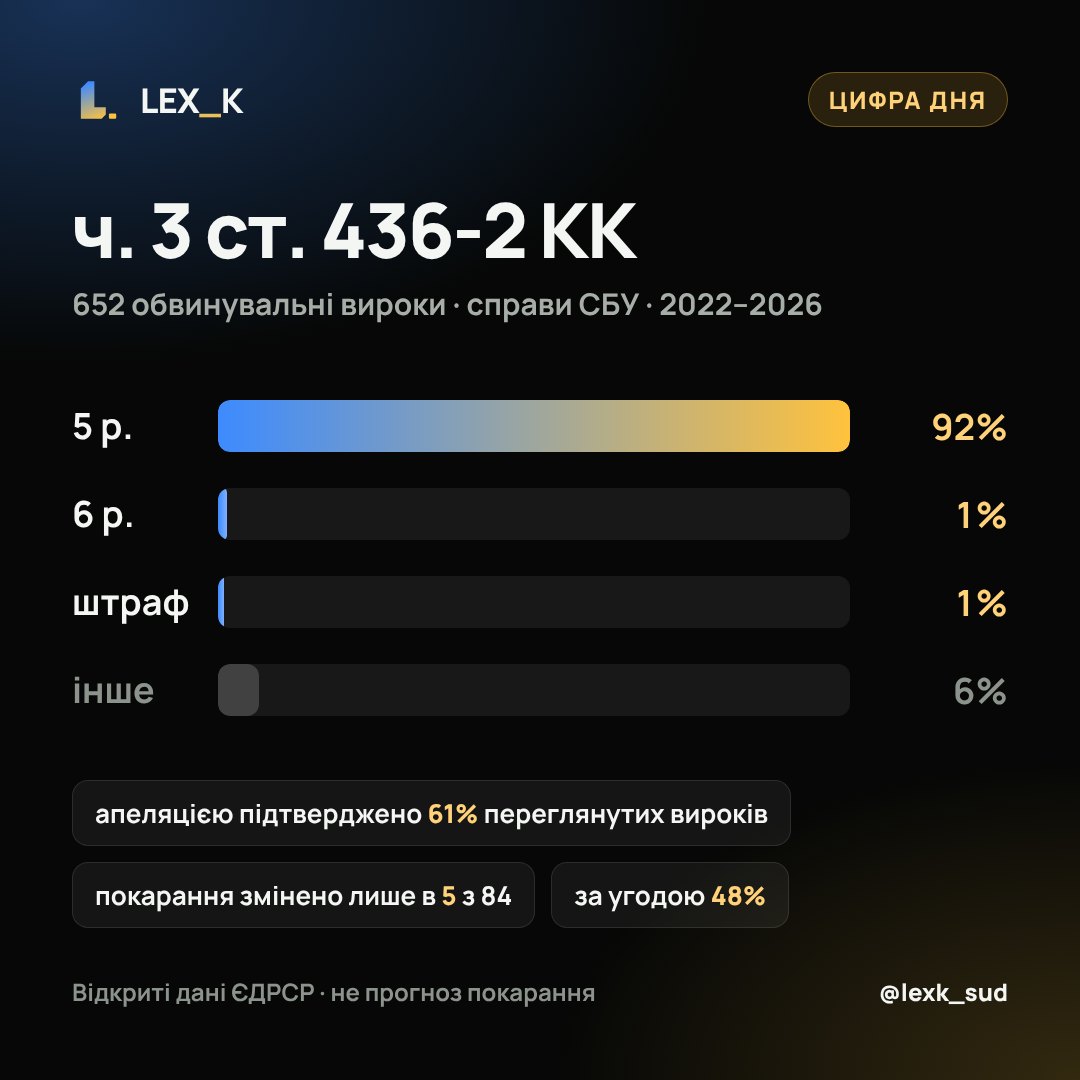 LEX_K
ЦИФРА ДНЯ
ч. 3 ст. 436-2 КК
652 обвинувальні вироки · справи СБУ · 2022–2026
5 р. 92%
6 р. 1%
штраф 1%
інше 6%
апеляцією підтверджено 61% переглянутих вироків
покарання змінено лише в 5 з 84
за угодою 48%
Відкриті дані ЄДРСР · не прогноз покарання
@lexk_sud